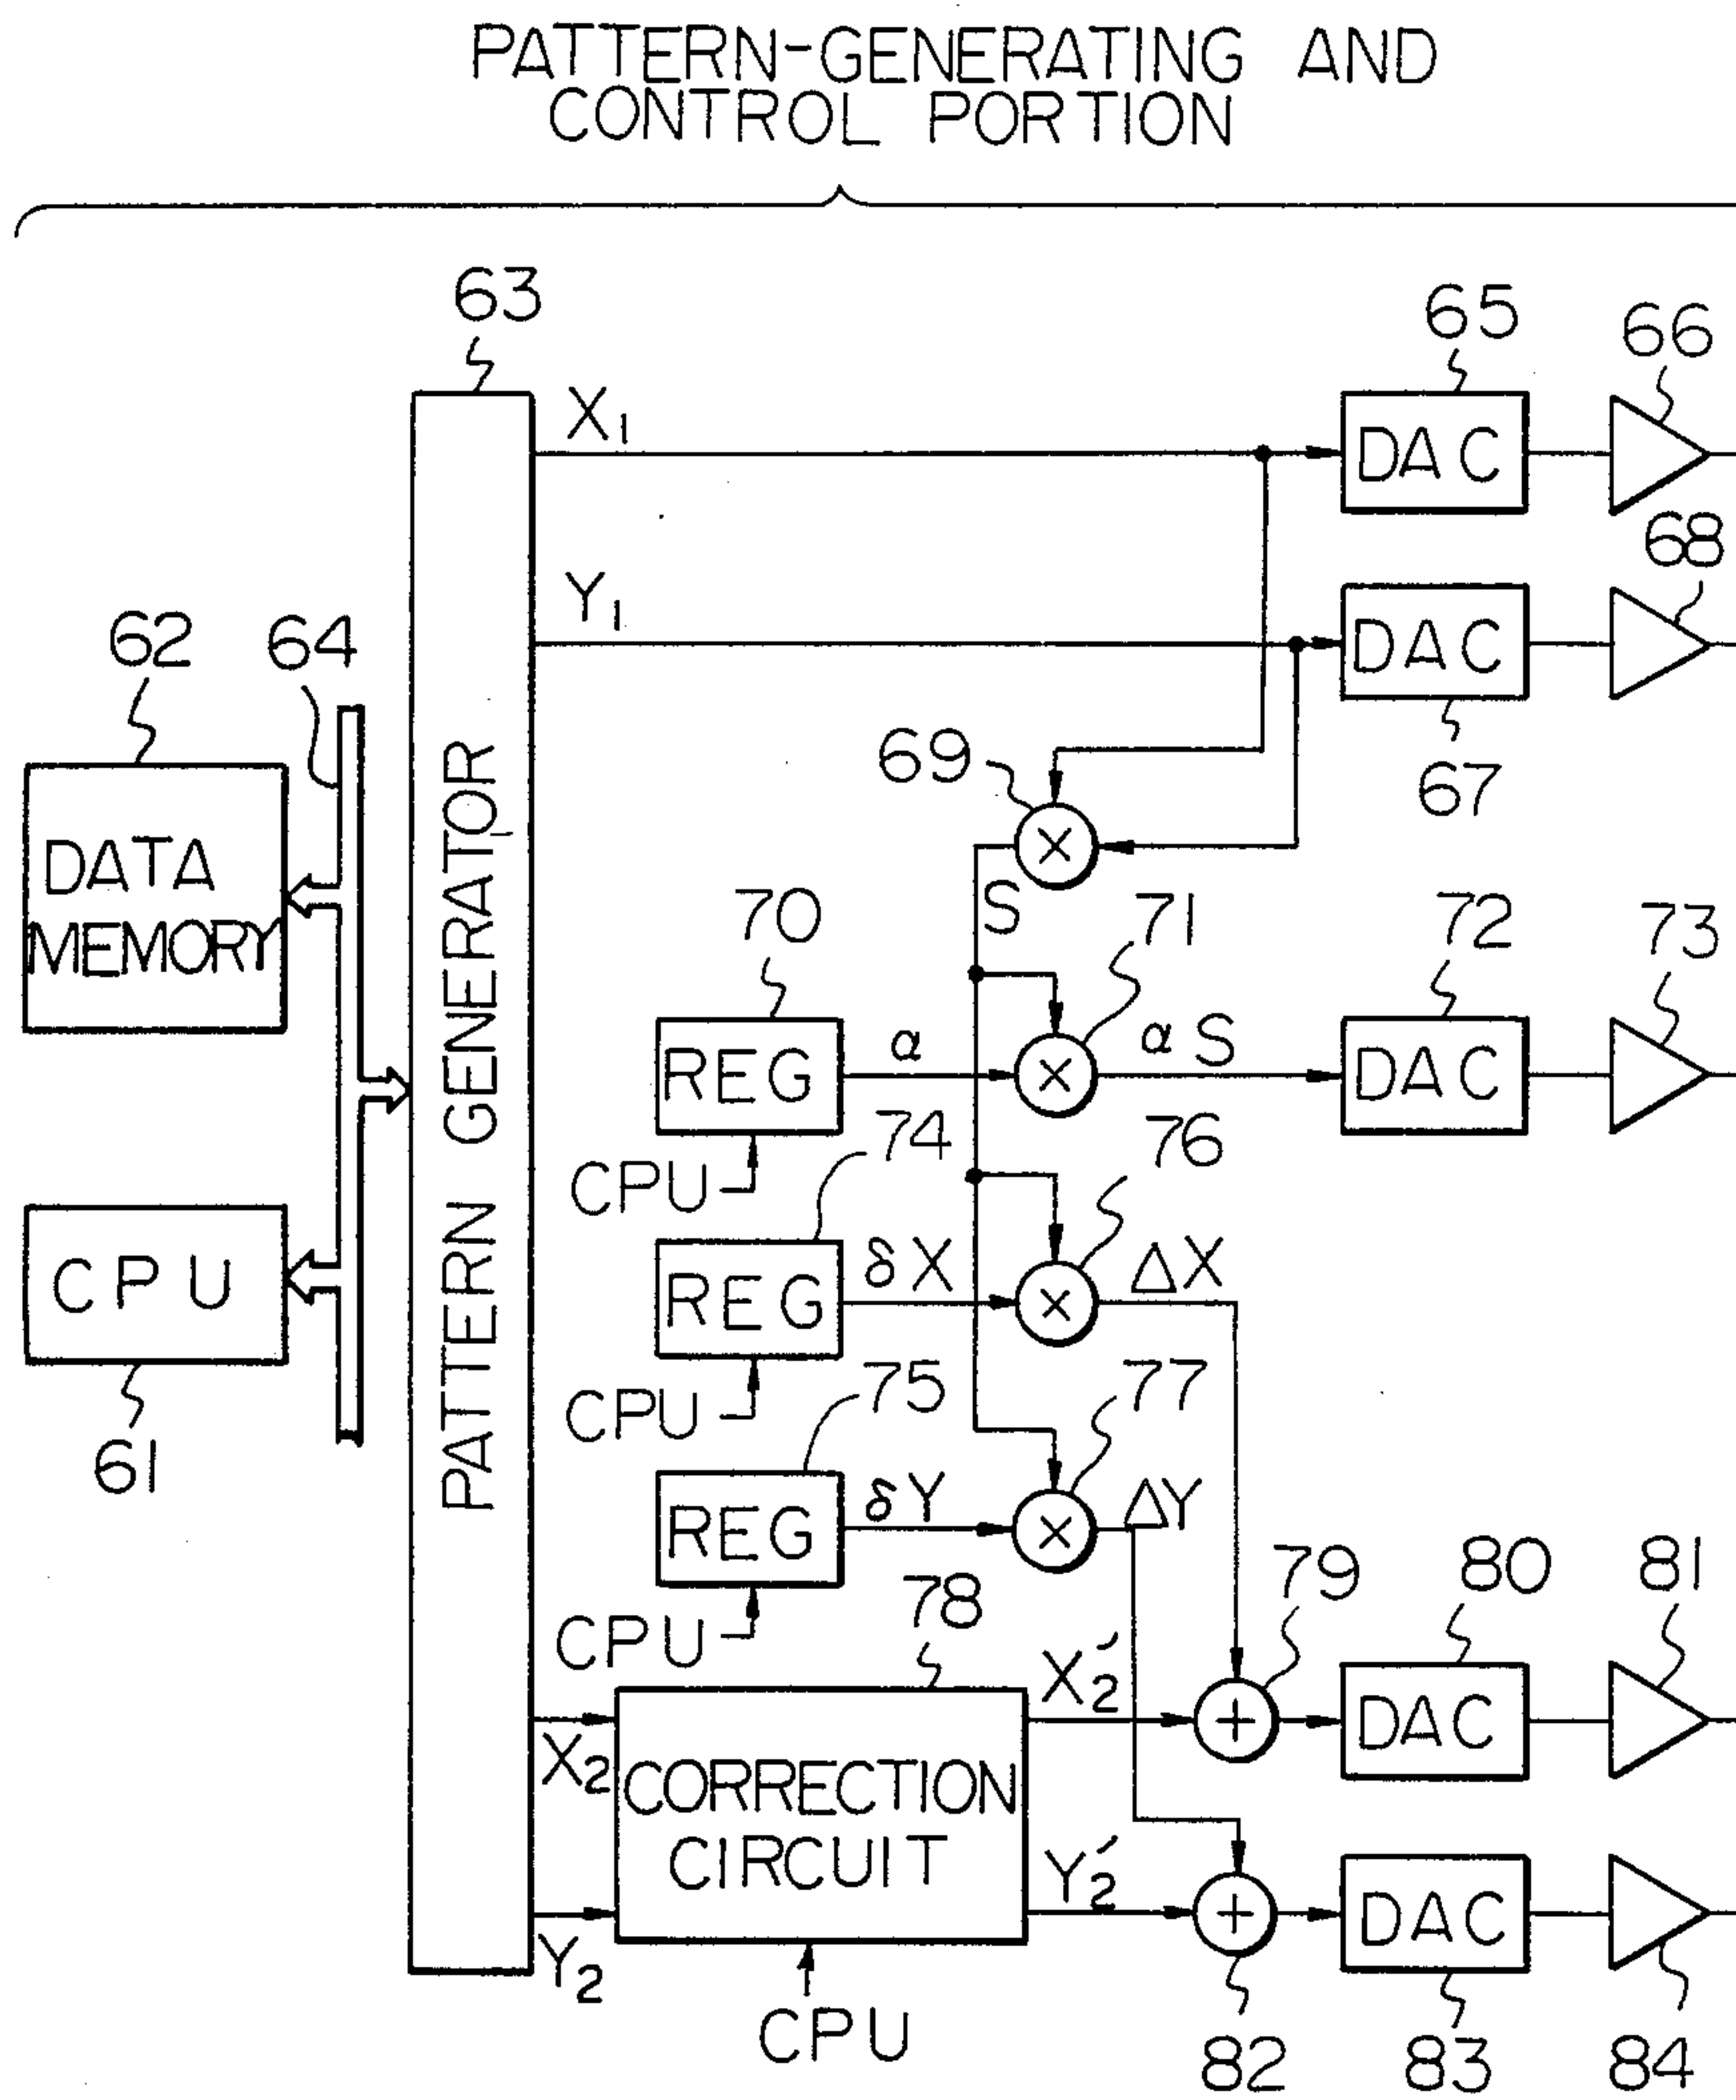 PATTERN-GENERATING AND
CONTROL PORTION
63
65
66
X₁
DAC
68
Y₁
62
64
DAC
67
69
×
DATA
MEMORY
PATTERN GENERATOR
S
70
71
72
73
REG
α
×
αS
DAC
CPU
74
76
CPU
REG
δX
×
ΔX
61
CPU
75
77
REG
δY
×
ΔY
CPU
78
79
80
81
X₂
X₂′
+
DAC
CORRECTION
CIRCUIT
Y₂
Y₂′
+
DAC
CPU
82
83
84